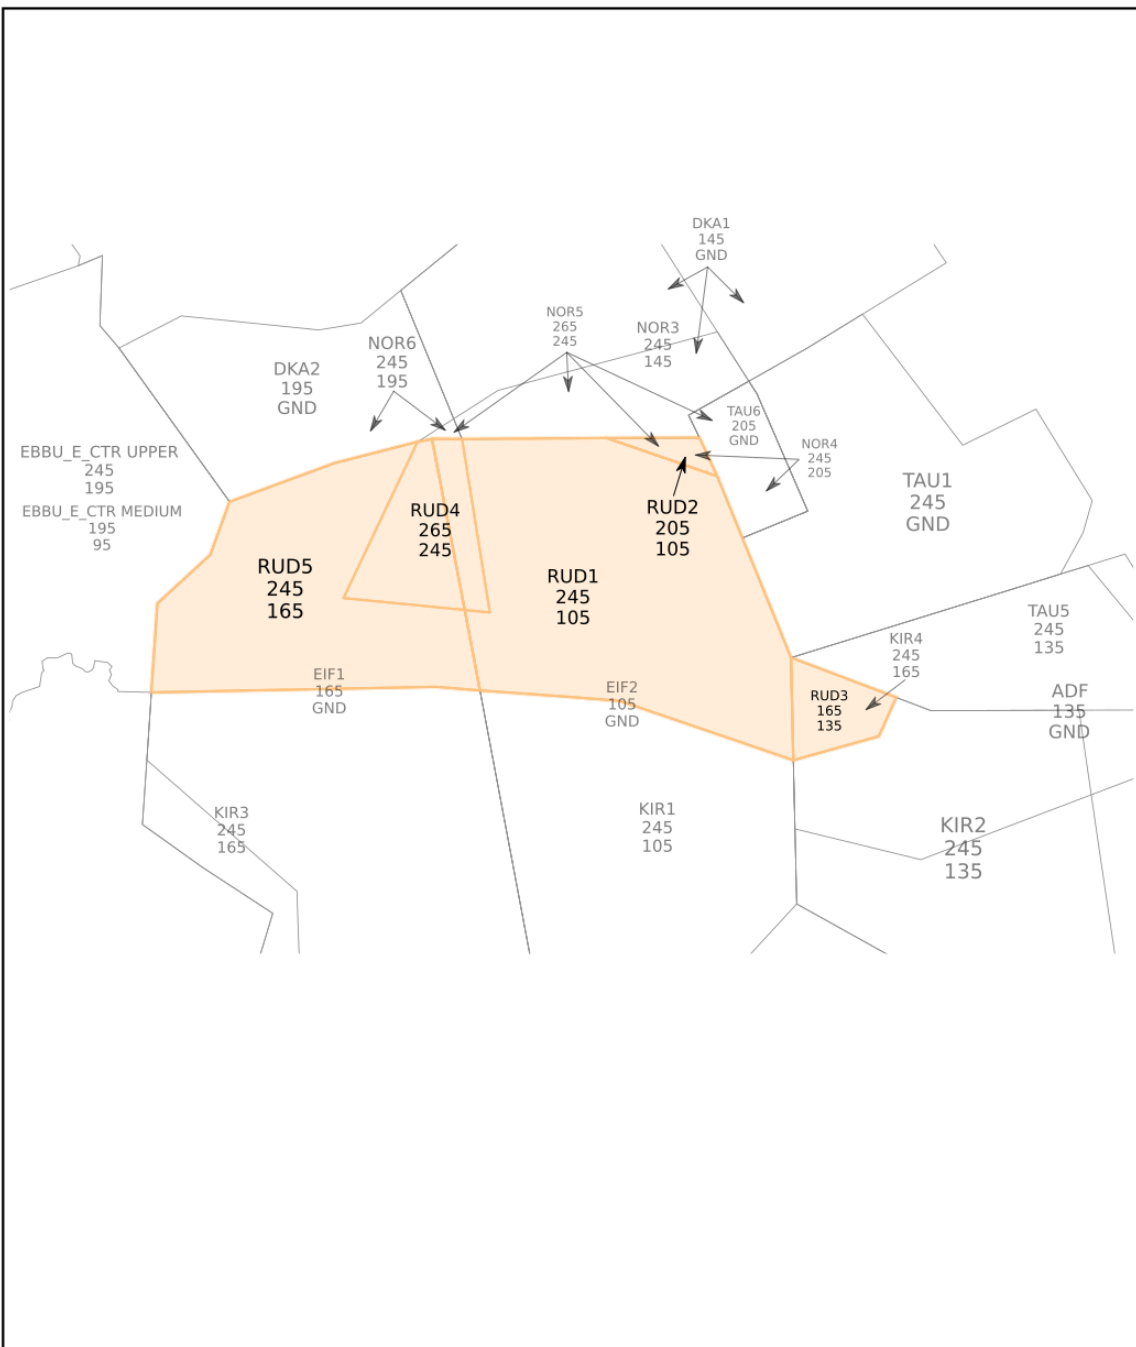 DKA1
145
GND
NOR5
265
245
NOR3
245
145
NOR6
245
195
DKA2
195
GND
TAU6
205
GND
NOR4
245
205
EBBU_E_CTR UPPER
245
195
EBBU_E_CTR MEDIUM
195
95
TAU1
245
GND
RUD4
265
245
RUD2
205
105
RUD5
245
165
RUD1
245
105
TAU5
245
135
KIR4
245
165
EIF1
165
GND
EIF2
105
GND
RUD3
165
135
ADF
135
GND
KIR3
245
165
KIR1
245
105
KIR2
245
135